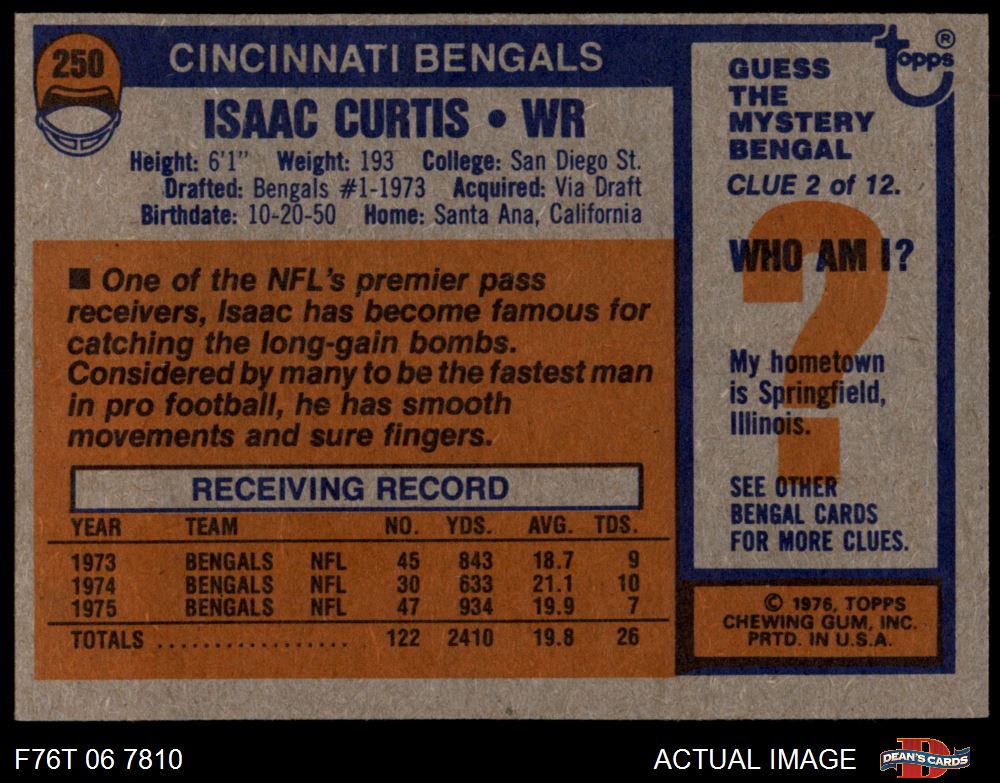 250
CINCINNATI BENGALS
ISAAC CURTIS • WR
Height: 6'1" Weight: 193 College: San Diego St.
Drafted: Bengals #1-1973 Acquired: Via Draft
Birthdate: 10-20-50 Home: Santa Ana, California
■ One of the NFL's premier pass
receivers, Isaac has become famous for
catching the long-gain bombs.
Considered by many to be the fastest man
in pro football, he has smooth
movements and sure fingers.
RECEIVING RECORD
YEAR TEAM NO. YDS. AVG. TDS.
1973 BENGALS NFL 45 843 18.7 9
1974 BENGALS NFL 30 633 21.1 10
1975 BENGALS NFL 47 934 19.9 7
TOTALS .................. 122 2410 19.8 26
topps ®
GUESS
THE
MYSTERY
BENGAL
CLUE 2 of 12.
?
WHO AM I?
My hometown
is Springfield,
Illinois.
SEE OTHER
BENGAL CARDS
FOR MORE CLUES.
© 1976, TOPPS
CHEWING GUM, INC.
PRTD. IN U.S.A.
F76T 06 7810
ACTUAL IMAGE
D
DEAN'S CARDS